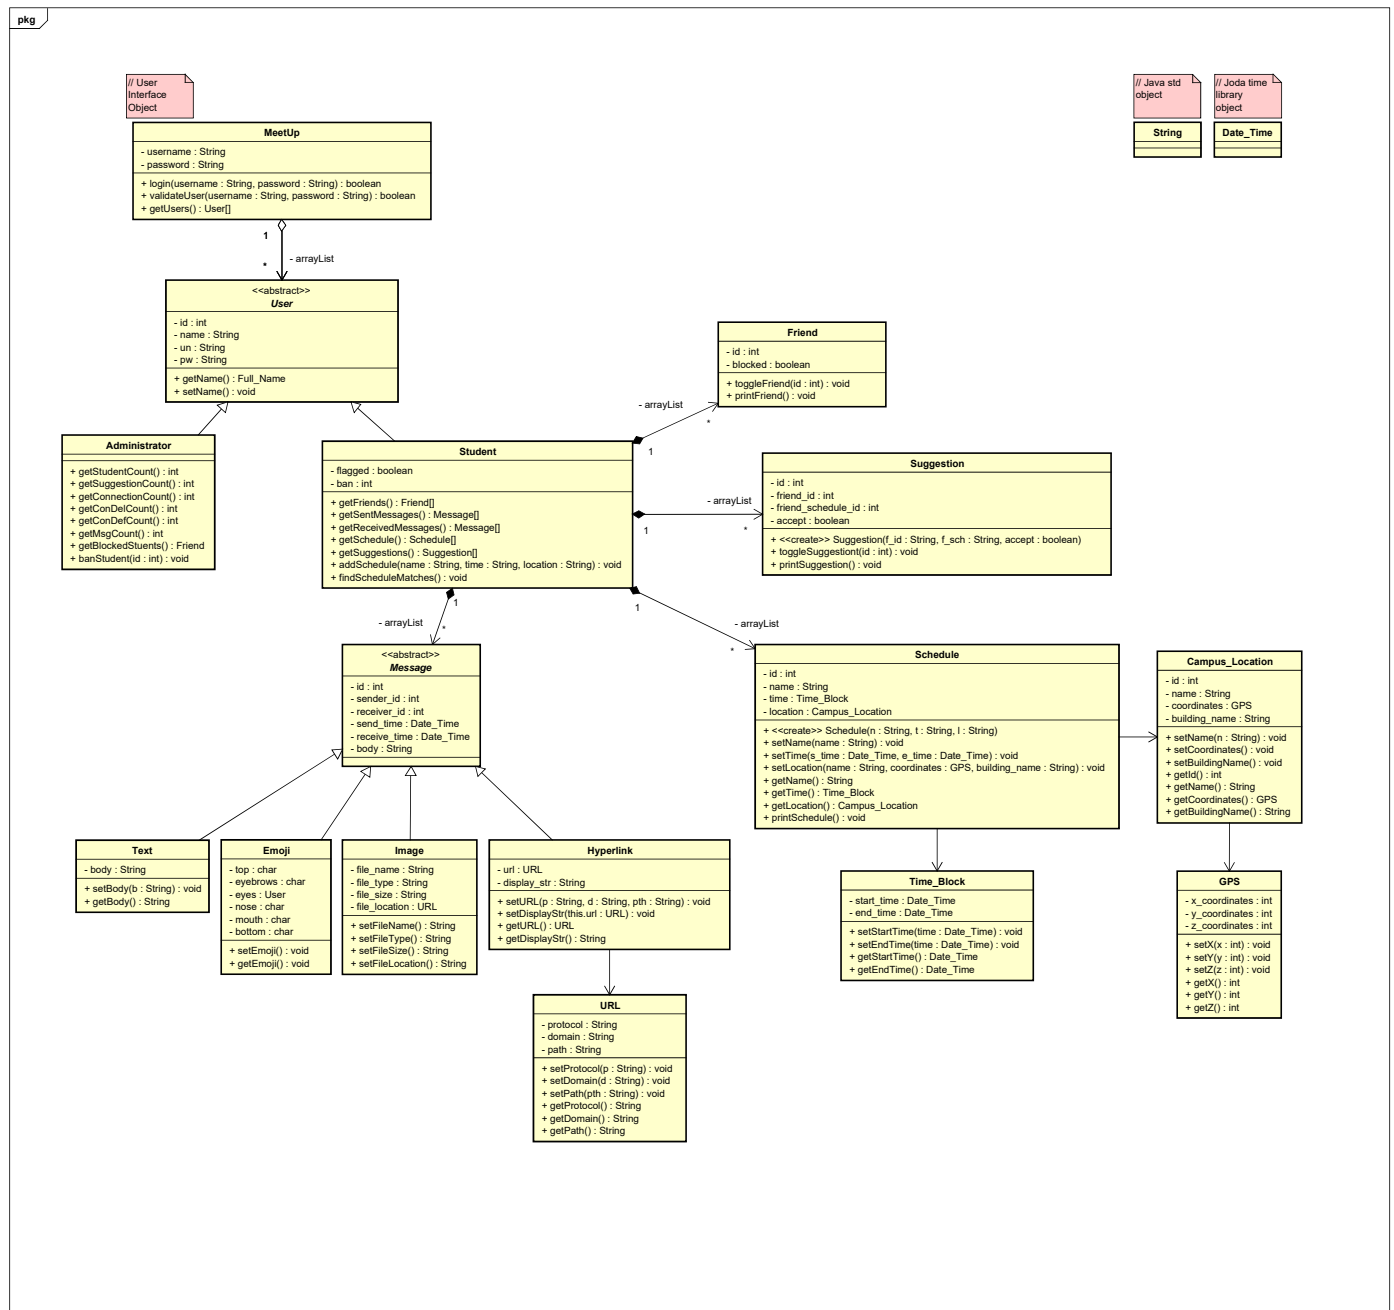 pkg
// User
Interface
Object
// Java std
object
// Joda time
library
object
MeetUp
- username : String
- password : String
+ login(username : String, password : String) : boolean
+ validateUser(username : String, password : String) : boolean
+ getUsers() : User[]
String
Date_Time
1
*
- arrayList
<<abstract>>
User
- id : int
- name : String
- un : String
- pw : String
+ getName() : Full_Name
+ setName() : void
Friend
- id : int
- blocked : boolean
+ toggleFriend(id : int) : void
+ printFriend() : void
- arrayList
*
1
Administrator
+ getStudentCount() : int
+ getSuggestionCount() : int
+ getConnectionCount() : int
+ getConDelCount() : int
+ getConDefCount() : int
+ getMsgCount() : int
+ getBlockedStuents() : Friend
+ banStudent(id : int) : void
Student
- flagged : boolean
- ban : int
+ getFriends() : Friend[]
+ getSentMessages() : Message[]
+ getReceivedMessages() : Message[]
+ getSchedule() : Schedule[]
+ getSuggestions() : Suggestion[]
+ addSchedule(name : String, time : String, location : String) : void
+ findScheduleMatches() : void
- arrayList
1
*
Suggestion
- id : int
- friend_id : int
- friend_schedule_id : int
- accept : boolean
+ <<create>> Suggestion(f_id : String, f_sch : String, accept : boolean)
+ toggleSuggestiont(id : int) : void
+ printSuggestion() : void
1
- arrayList
*
1
- arrayList
*
<<abstract>>
Message
- id : int
- sender_id : int
- receiver_id : int
- send_time : Date_Time
- receive_time : Date_Time
- body : String
Schedule
- id : int
- name : String
- time : Time_Block
- location : Campus_Location
+ <<create>> Schedule(n : String, t : String, l : String)
+ setName(name : String) : void
+ setTime(s_time : Date_Time, e_time : Date_Time) : void
+ setLocation(name : String, coordinates : GPS, building_name : String) : void
+ getName() : String
+ getTime() : Time_Block
+ getLocation() : Campus_Location
+ printSchedule() : void
Campus_Location
- id : int
- name : String
- coordinates : GPS
- building_name : String
+ setName(n : String) : void
+ setCoordinates() : void
+ setBuildingName() : void
+ getId() : int
+ getName() : String
+ getCoordinates() : GPS
+ getBuildingName() : String
Text
- body : String
+ setBody(b : String) : void
+ getBody() : String
Emoji
- top : char
- eyebrows : char
- eyes : User
- nose : char
- mouth : char
- bottom : char
+ setEmoji() : void
+ getEmoji() : void
Image
- file_name : String
- file_type : String
- file_size : String
- file_location : URL
+ setFileName() : String
+ setFileType() : String
+ setFileSize() : String
+ setFileLocation() : String
Hyperlink
- url : URL
- display_str : String
+ setURL(p : String, d : String, pth : String) : void
+ setDisplayStr(this.url : URL) : void
+ getURL() : URL
+ getDisplayStr() : String
Time_Block
- start_time : Date_Time
- end_time : Date_Time
+ setStartTime(time : Date_Time) : void
+ setEndTime(time : Date_Time) : void
+ getStartTime() : Date_Time
+ getEndTime() : Date_Time
GPS
- x_coordinates : int
- y_coordinates : int
- z_coordinates : int
+ setX(x : int) : void
+ setY(y : int) : void
+ setZ(z : int) : void
+ getX() : int
+ getY() : int
+ getZ() : int
URL
- protocol : String
- domain : String
- path : String
+ setProtocol(p : String) : void
+ setDomain(d : String) : void
+ setPath(pth : String) : void
+ getProtocol() : String
+ getDomain() : String
+ getPath() : String